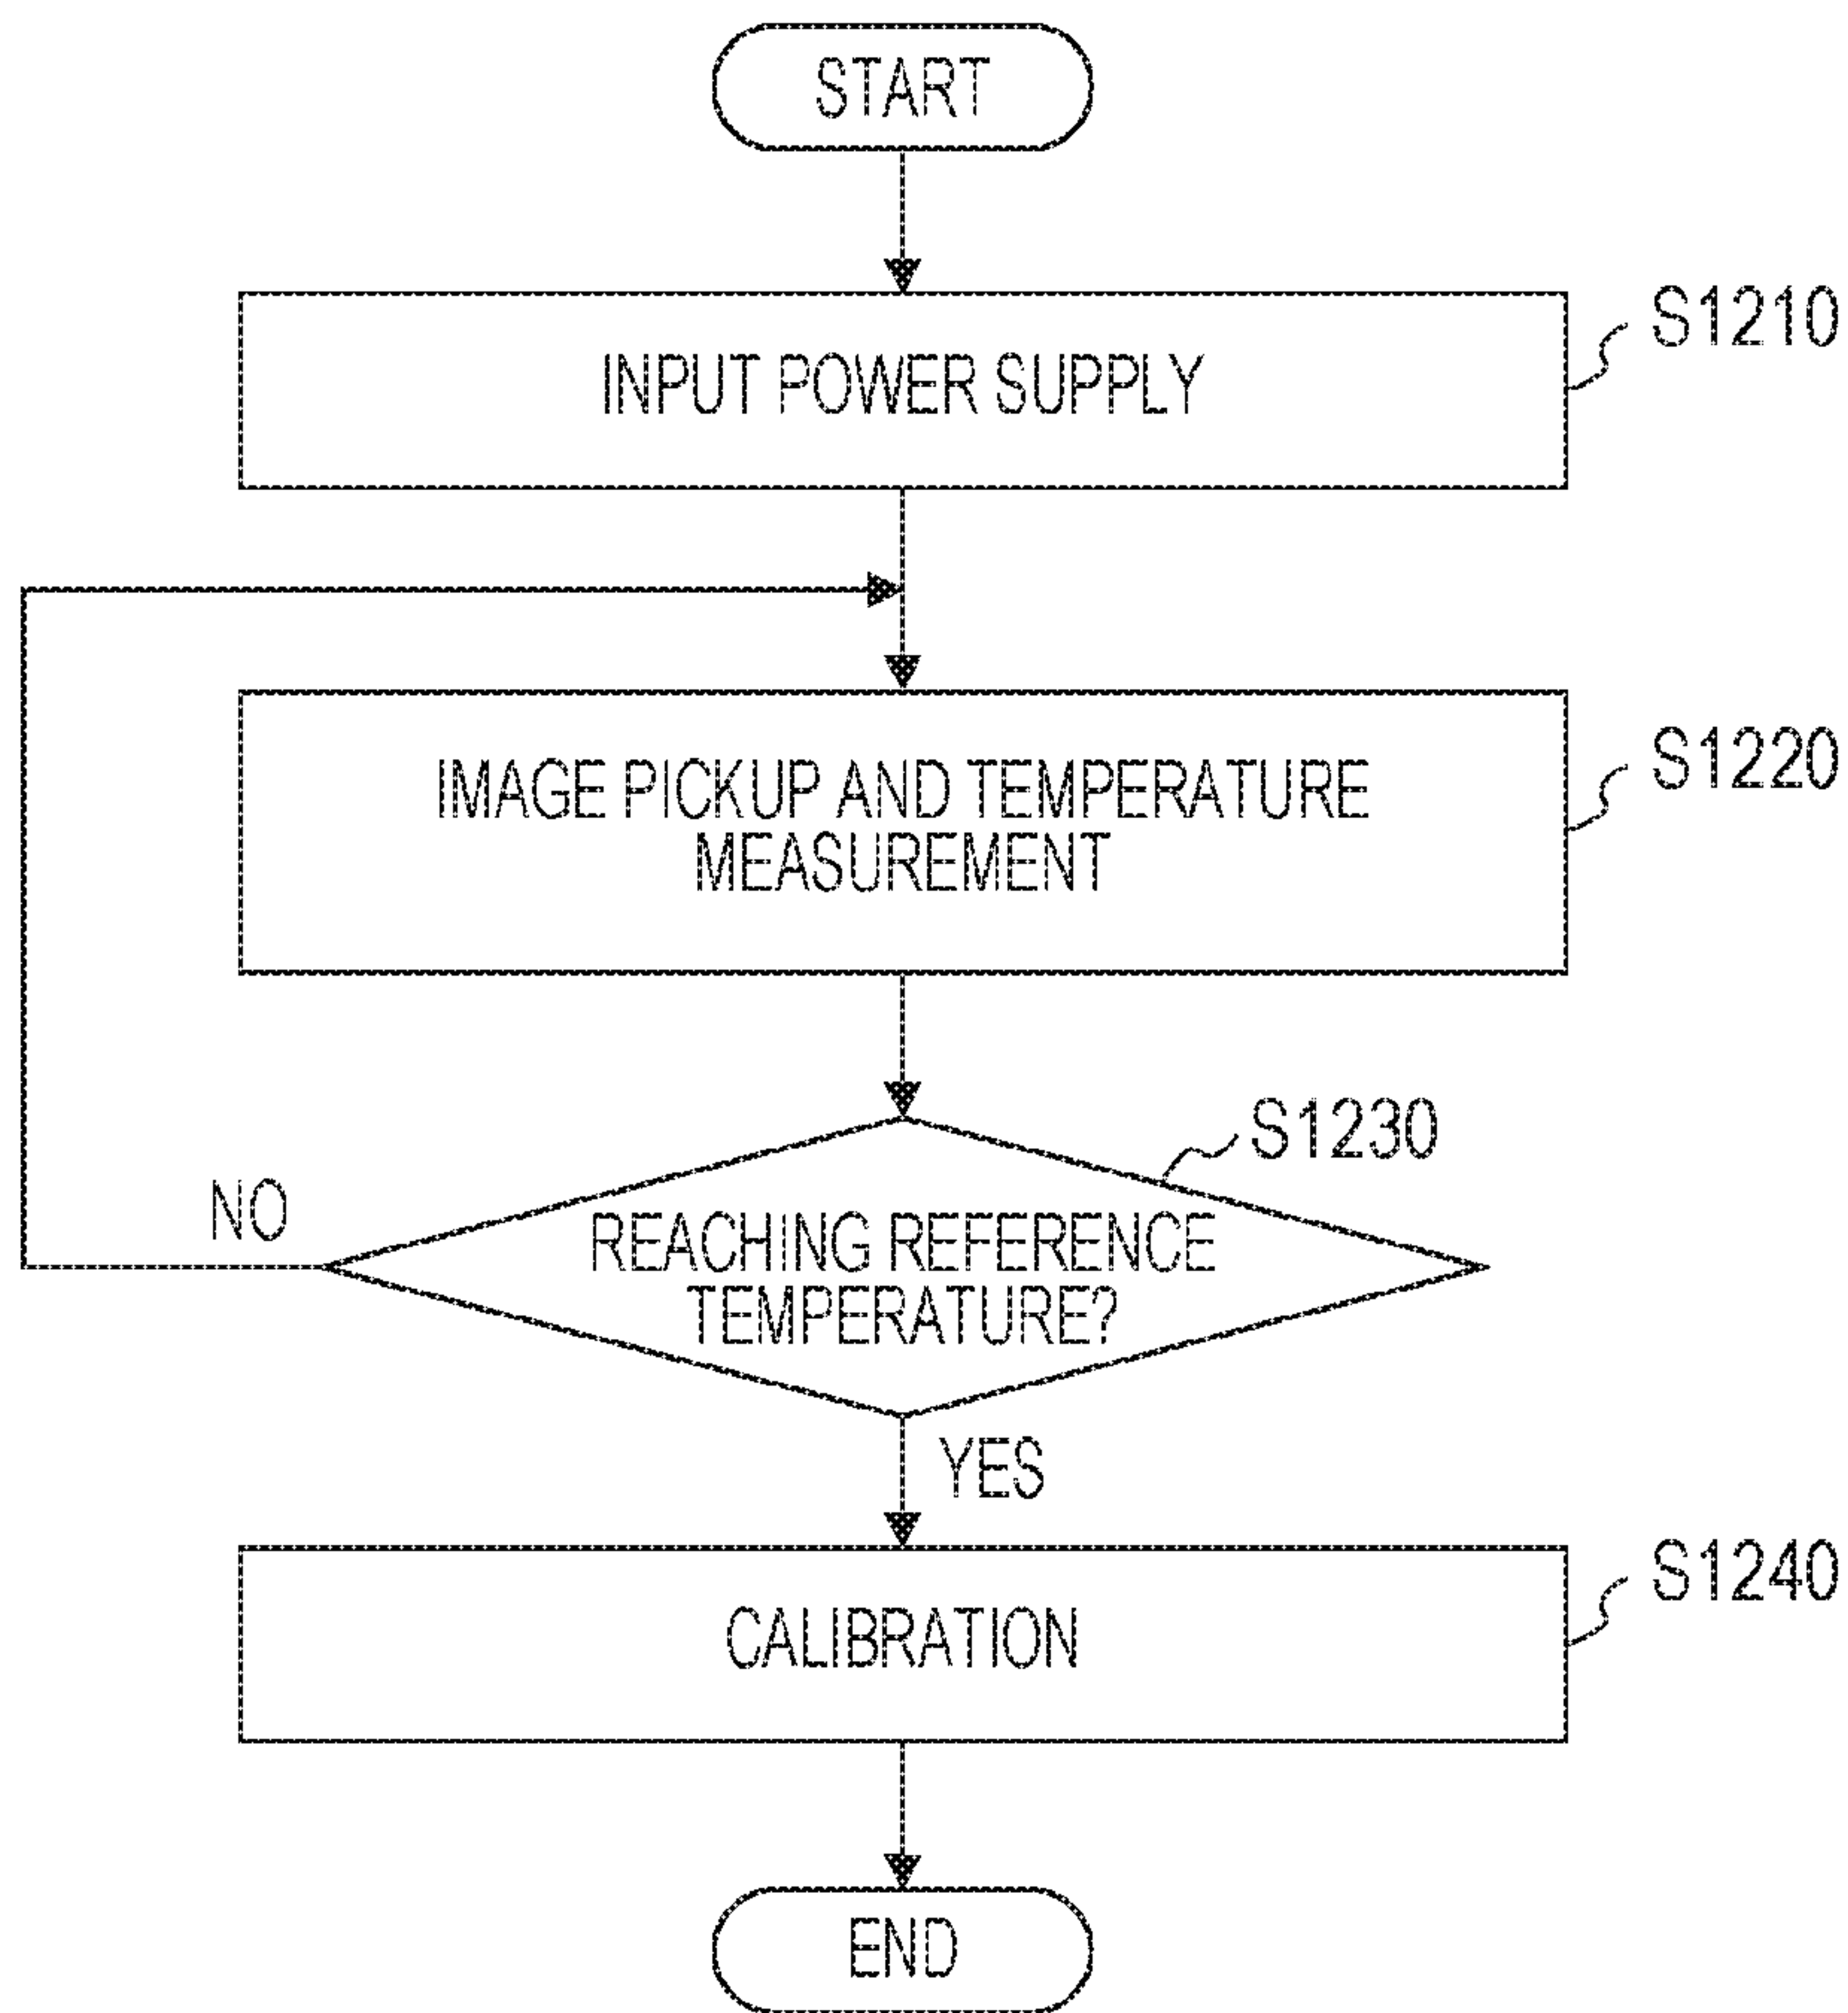 START
INPUT POWER SUPPLY
S1210
IMAGE PICKUP AND TEMPERATURE
MEASUREMENT
S1220
S1230
NO
REACHING REFERENCE
TEMPERATURE?
YES
CALIBRATION
S1240
END